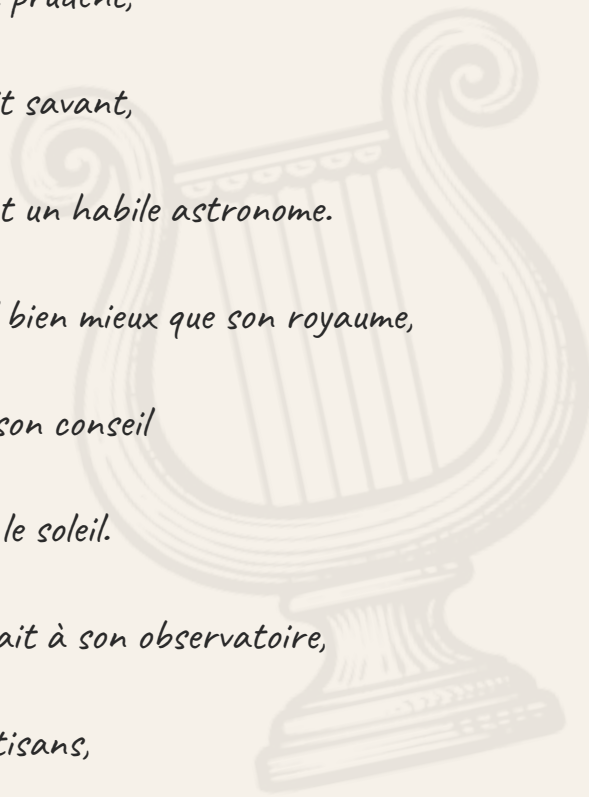 prudent,
t savant,
t un habile astronome.
bien mieux que son royaume,
son conseil
le soleil.
ait à son observatoire,
tisans,